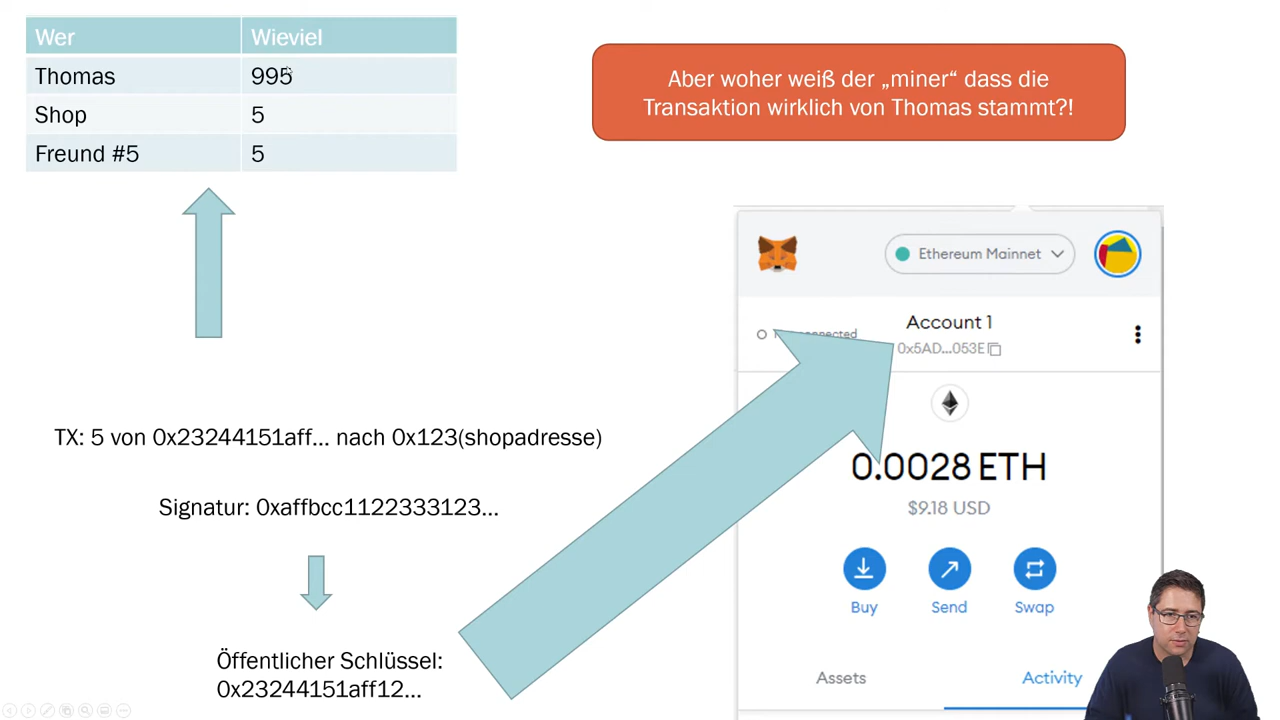 Wer Wieviel
Thomas 995
Shop 5
Freund #5 5
Aber woher weiß der „miner“ dass die
Transaktion wirklich von Thomas stammt?!
TX: 5 von 0x23244151aff... nach 0x123(shopadresse)
Signatur: 0xaffbcc1122333123...
Öffentlicher Schlüssel:
0x23244151aff12...
Ethereum Mainnet
Account 1
0x5AD...053E
0.0028 ETH
$9.18 USD
Buy Send Swap
Assets Activity